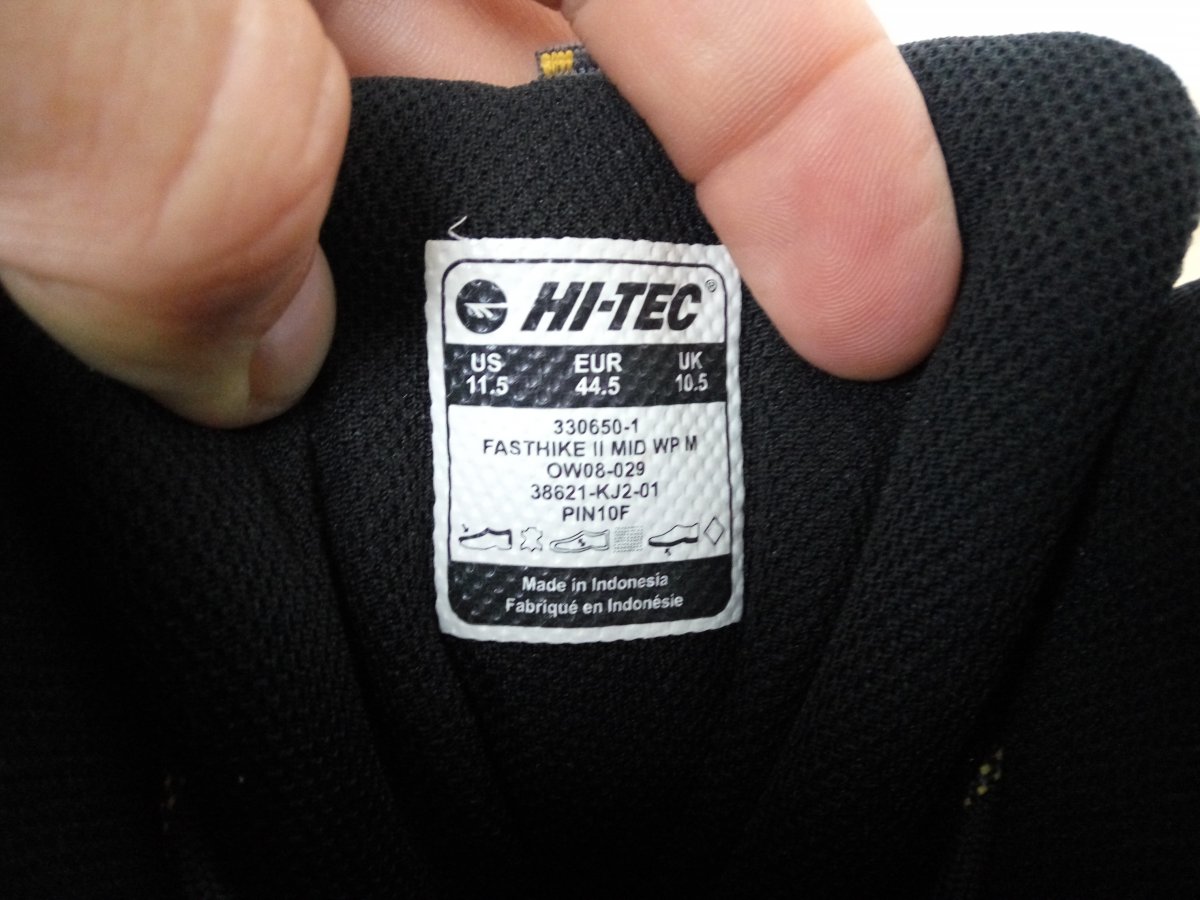 HI-TEC®
US EUR UK
11.5 44.5 10.5
330650-1
FASTHIKE II MID WP M
OW08-029
38621-KJ2-01
PIN10F
Made in Indonesia
Fabriqué en Indonésie